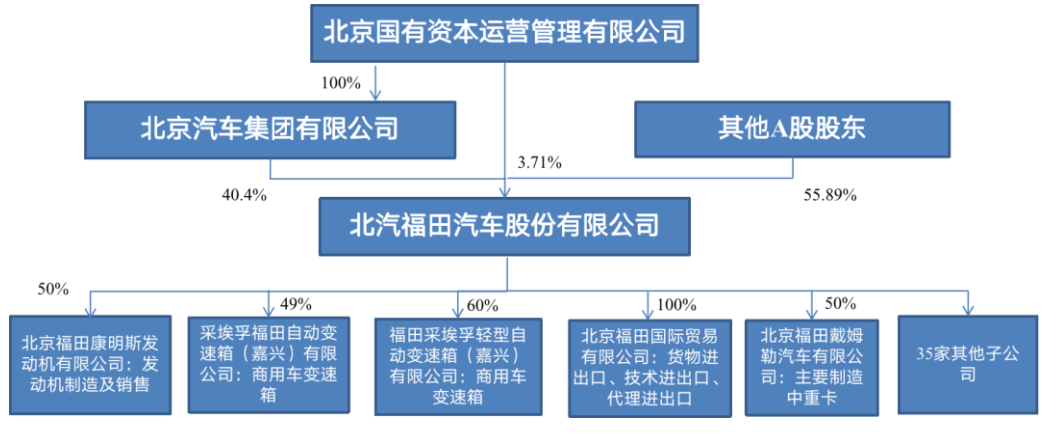 北京国有资本运营管理有限公司
100%
北京汽车集团有限公司
其他A股股东
3.71%
40.4%
55.89%
北汽福田汽车股份有限公司
50%
49%
60%
100%
50%
北京福田康明斯发
动机有限公司：发
动机制造及销售
采埃孚福田自动变
速箱（嘉兴）有限
公司：商用车变速
箱
福田采埃孚轻型自
动变速箱（嘉兴）
有限公司：商用车
变速箱
北京福田国际贸易
有限公司：货物进
出口、技术进出口、
代理进出口
北京福田戴姆
勒汽车有限公
司：主要制造
中重卡
35家其他子公
司